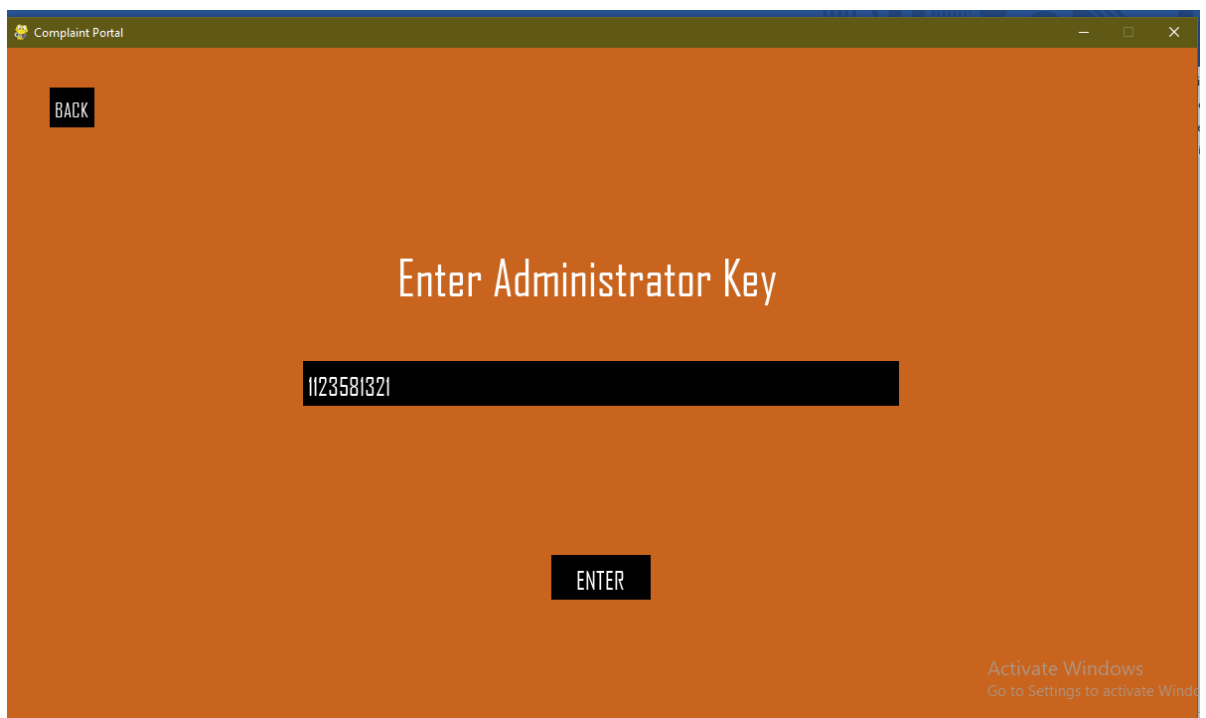 Complaint Portal
BACK
Enter Administrator Key
1123581321
ENTER
Activate Windows
Go to Settings to activate Windo